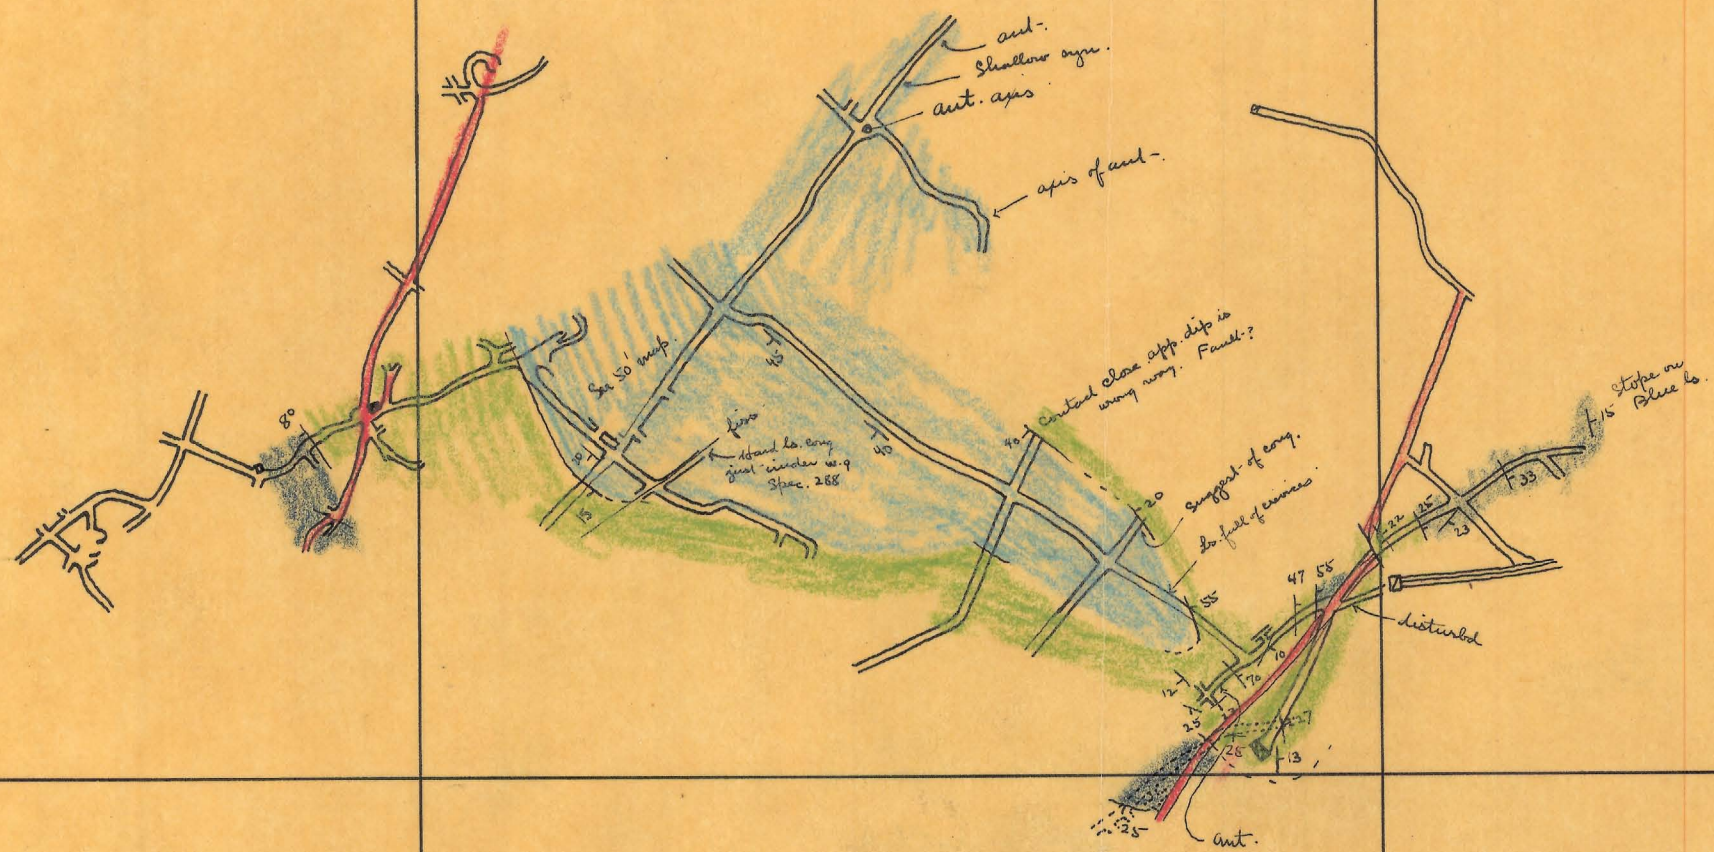 ant-.
Shallow syn.
ant. axis
axis of ant-.
Contact close. app. dip is
wrong way. Fault-?
See 50' map.
45
40
40
8°
fiss
Hard ls. cong
just under w.q
Spec. 288
10
15
20
Suggest-of cong.
ls. full of crevices
55
Stope on
Blue ls.
15
33
25
23
22
47
55
disturbd
10
70
12
25
27
28
13
25
ant.